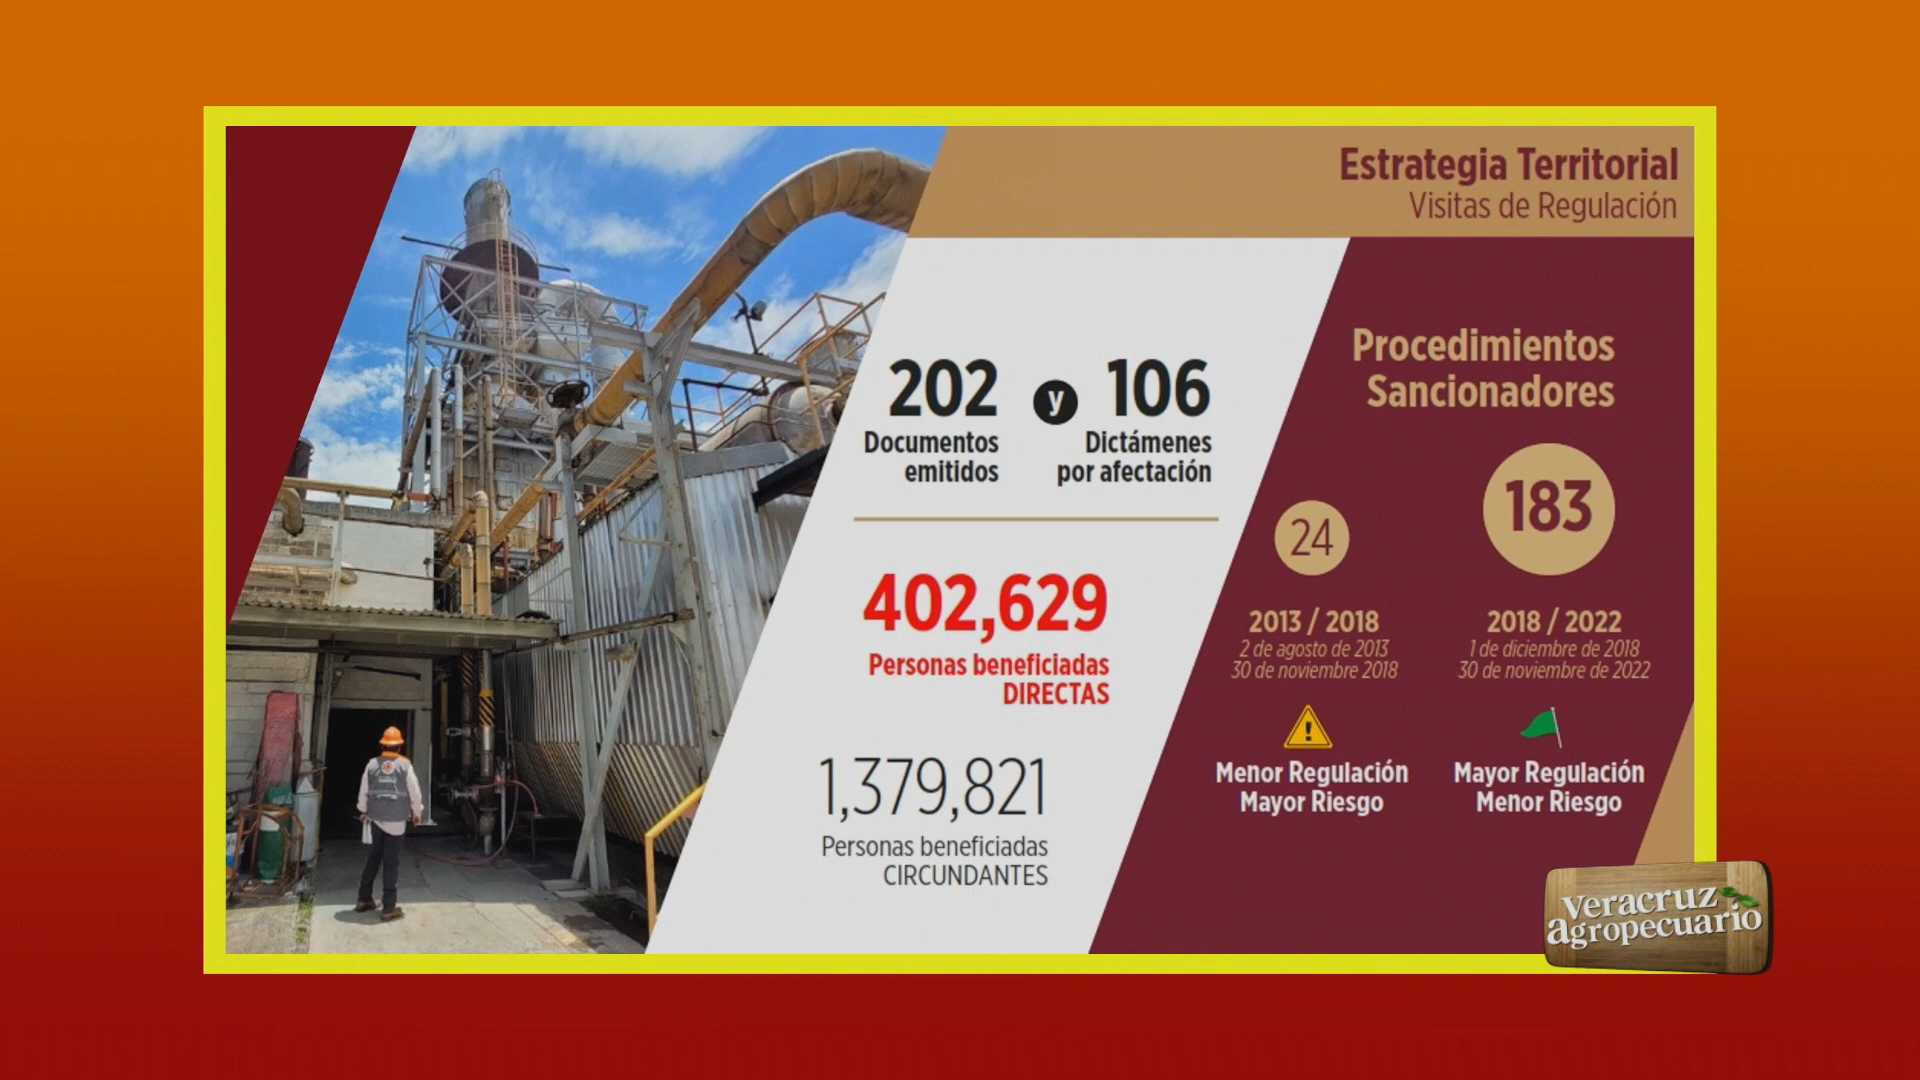 Estrategia Territorial
Visitas de Regulación
202 y 106
Documentos
emitidos
Dictámenes
por afectación
402,629
Personas beneficiadas
DIRECTAS
1,379,821
Personas beneficiadas
CIRCUNDANTES
Procedimientos
Sancionadores
24
2013 / 2018
2 de agosto de 2013
30 de noviembre 2018
Menor Regulación
Mayor Riesgo
183
2018 / 2022
1 de diciembre de 2018
30 de noviembre de 2022
Mayor Regulación
Menor Riesgo
veracruz
agropecuario